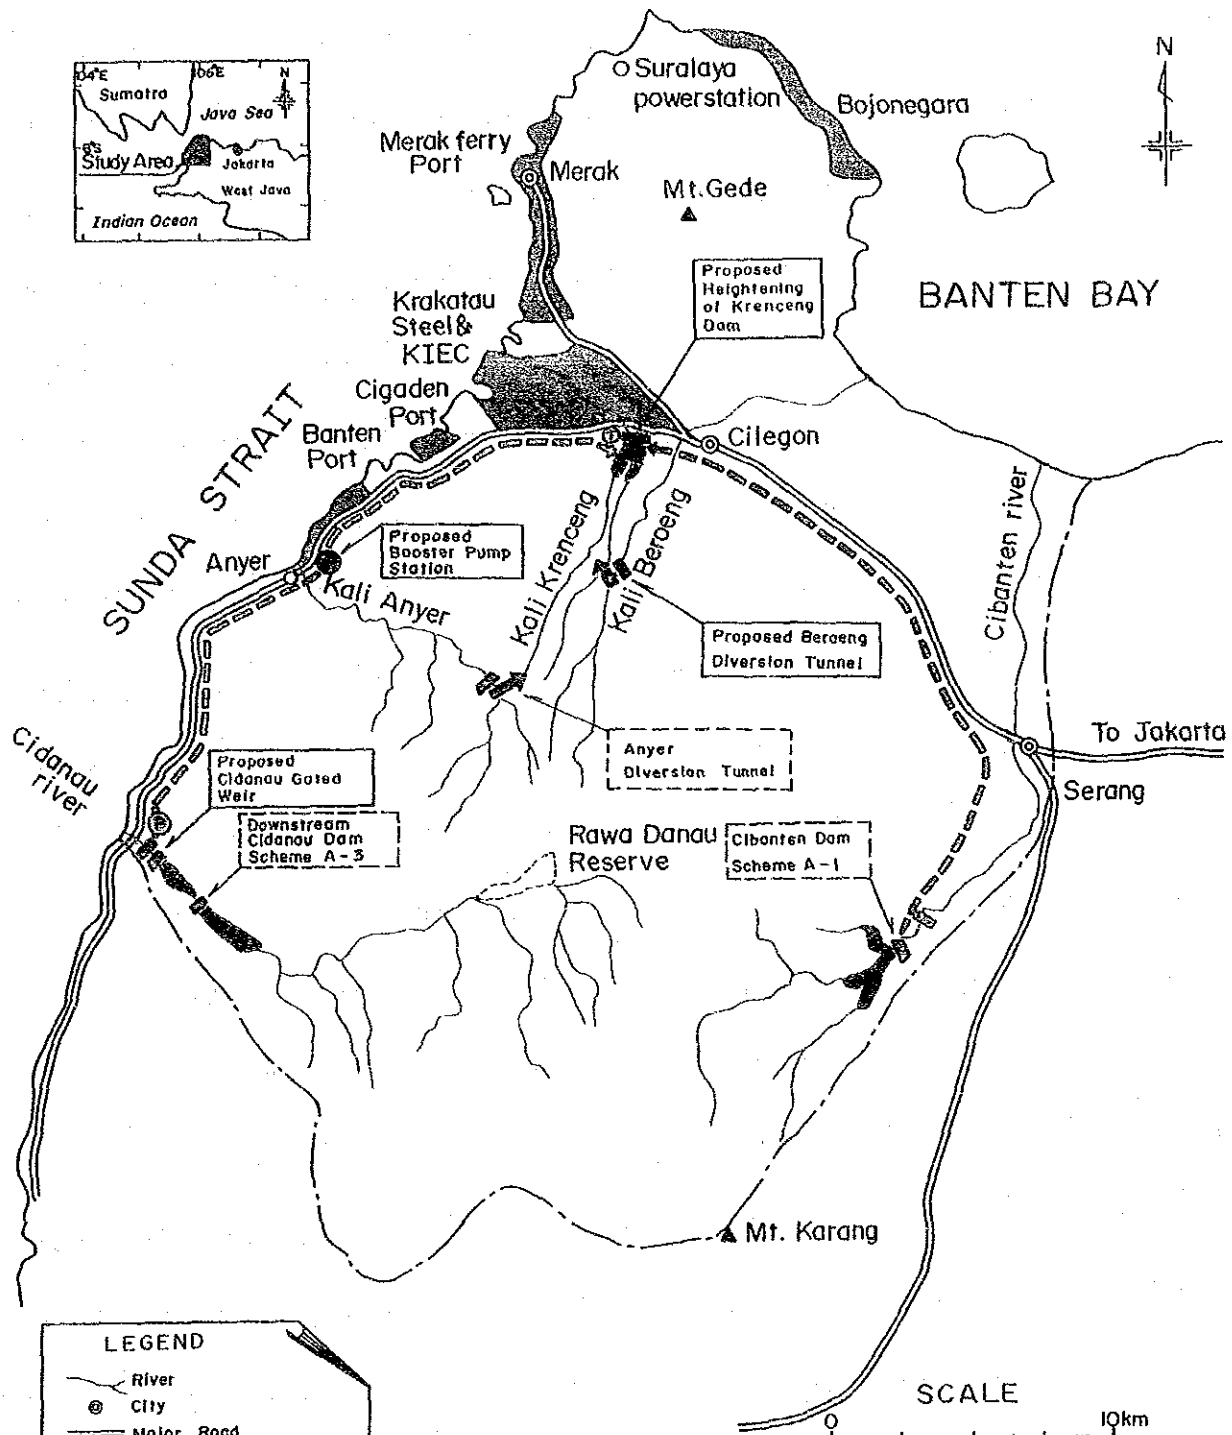 104°E
106°E
N
Sumatra
Java Sea
6°S
Study Area
Jakarta
West Java
Indian Ocean
N
Suralaya
powerstation
Bojonegara
Merak ferry
Port
Merak
Mt.Gede
BANTEN BAY
Proposed
Heightening
of Krenceng
Dam
Krakatau
Steel &
KIEC
Cigaden
Port
Banten
Port
SUNDA STRAIT
Cilegon
Cibanten river
Proposed
Booster Pump
Station
Anyer
Kali Anyer
Kali Krenceng
Kali Beroeng
Proposed Beroeng
Diversion Tunnel
Anyer
Diversion Tunnel
To Jakarta
Serang
Cidanau
river
Proposed
Cidanau Gated
Weir
Downstream
Cidanau Dam
Scheme A-3
Rawa Danau
Reserve
Cibanten Dam
Scheme A-1
Mt. Karang
LEGEND
River
City
Major Road
SCALE
0
10km